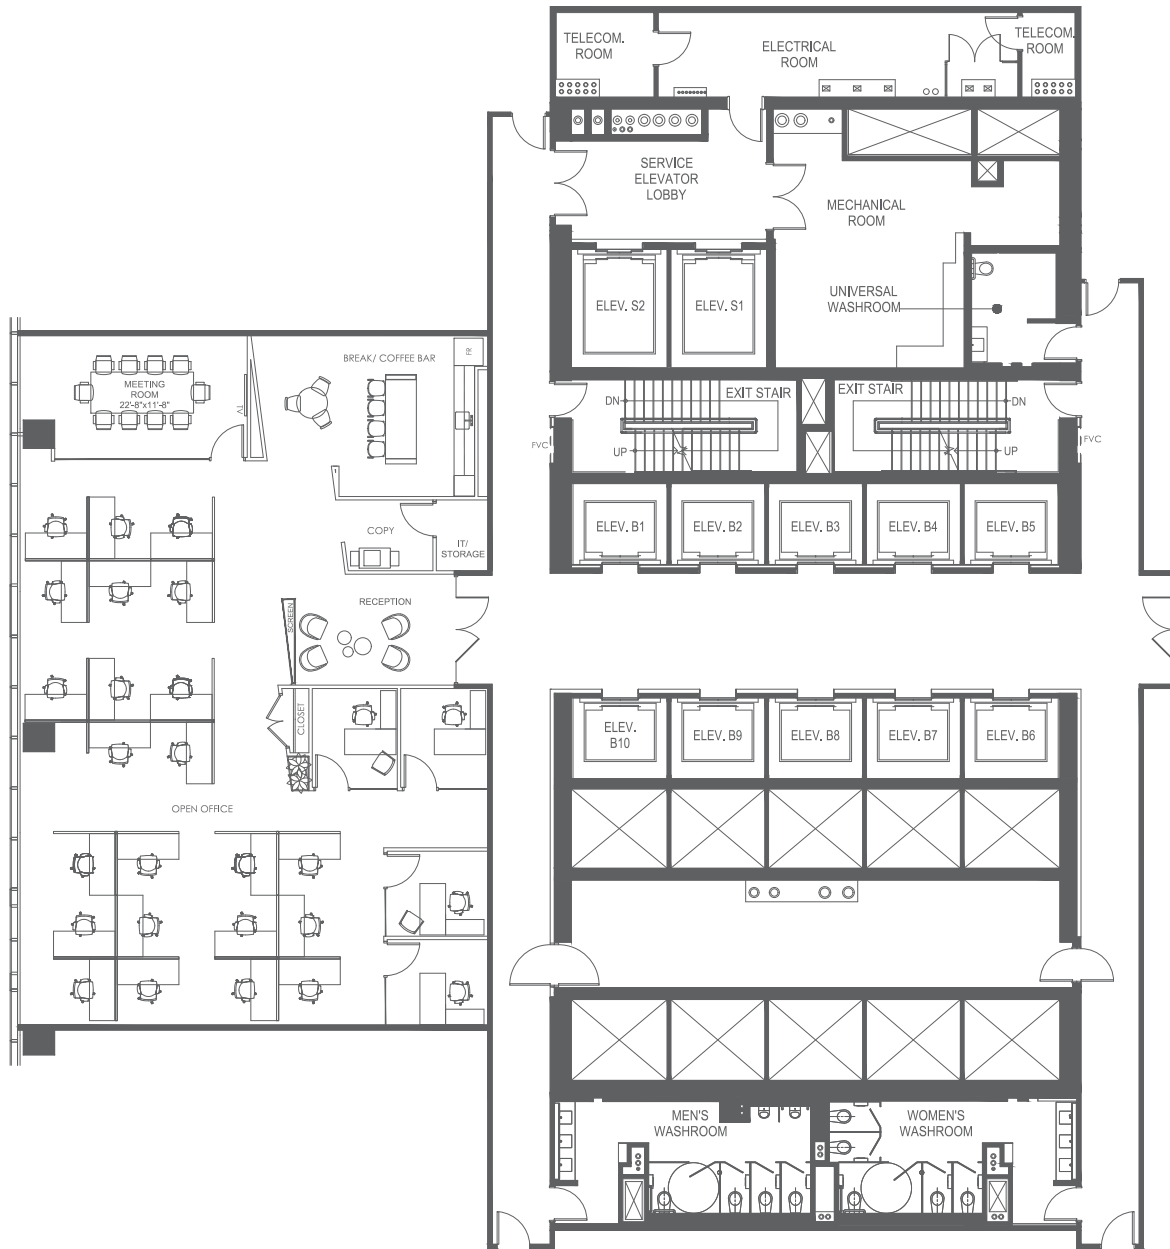 TELECOM.
ROOM
ELECTRICAL
ROOM
TELECOM.
ROOM
SERVICE
ELEVATOR
LOBBY
MECHANICAL
ROOM
ELEV. S2
ELEV. S1
UNIVERSAL
WASHROOM
BREAK/ COFFEE BAR
FR
MEETING
ROOM
22'-8"x11'-8"
TV
EXIT STAIR
EXIT STAIR
DN
DN
FVC
FVC
UP
UP
COPY
IT/
STORAGE
ELEV. B1
ELEV. B2
ELEV. B3
ELEV. B4
ELEV. B5
RECEPTION
SCREEN
CLOSET
ELEV.
B10
ELEV. B9
ELEV. B8
ELEV. B7
ELEV. B6
OPEN OFFICE
MEN'S
WASHROOM
WOMEN'S
WASHROOM